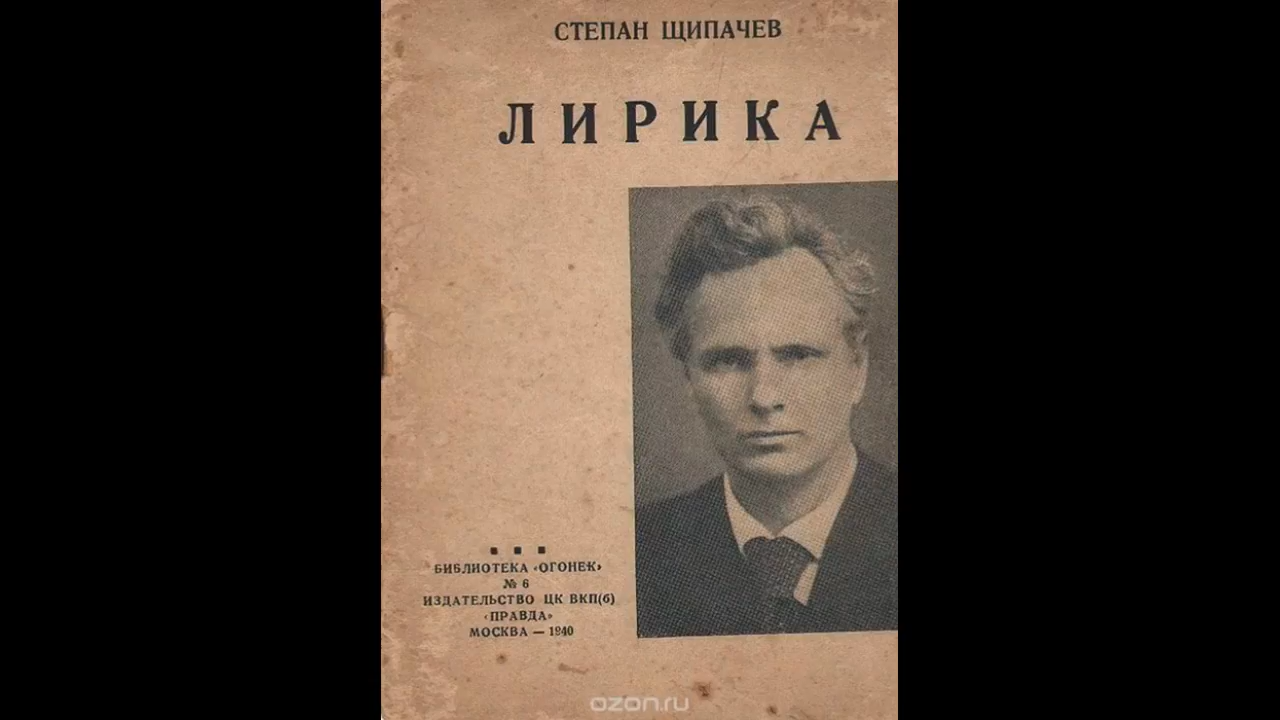 СТЕПАН ЩИПАЧЕВ
ЛИРИКА
БИБЛИОТЕКА «ОГОНЕК»
№ 6
ИЗДАТЕЛЬСТВО ЦК ВКП(б)
«ПРАВДА»
МОСКВА — 1940
ozon.ru